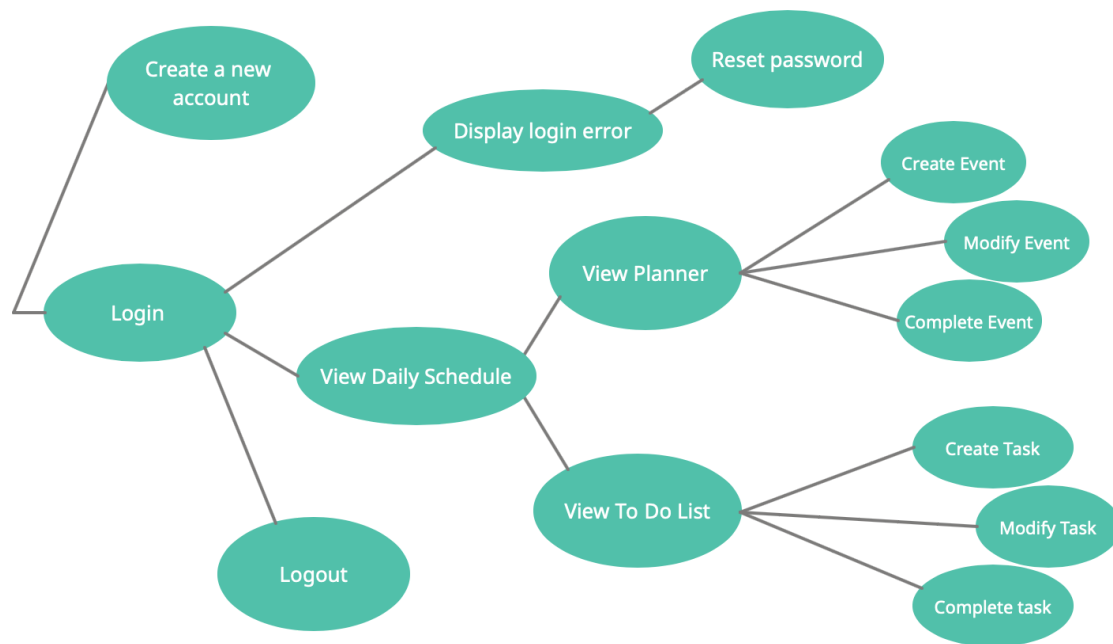 Create a new
account
Reset password
Display login error
Create Event
Modify Event
View Planner
Complete Event
Login
View Daily Schedule
Create Task
View To Do List
Modify Task
Logout
Complete task